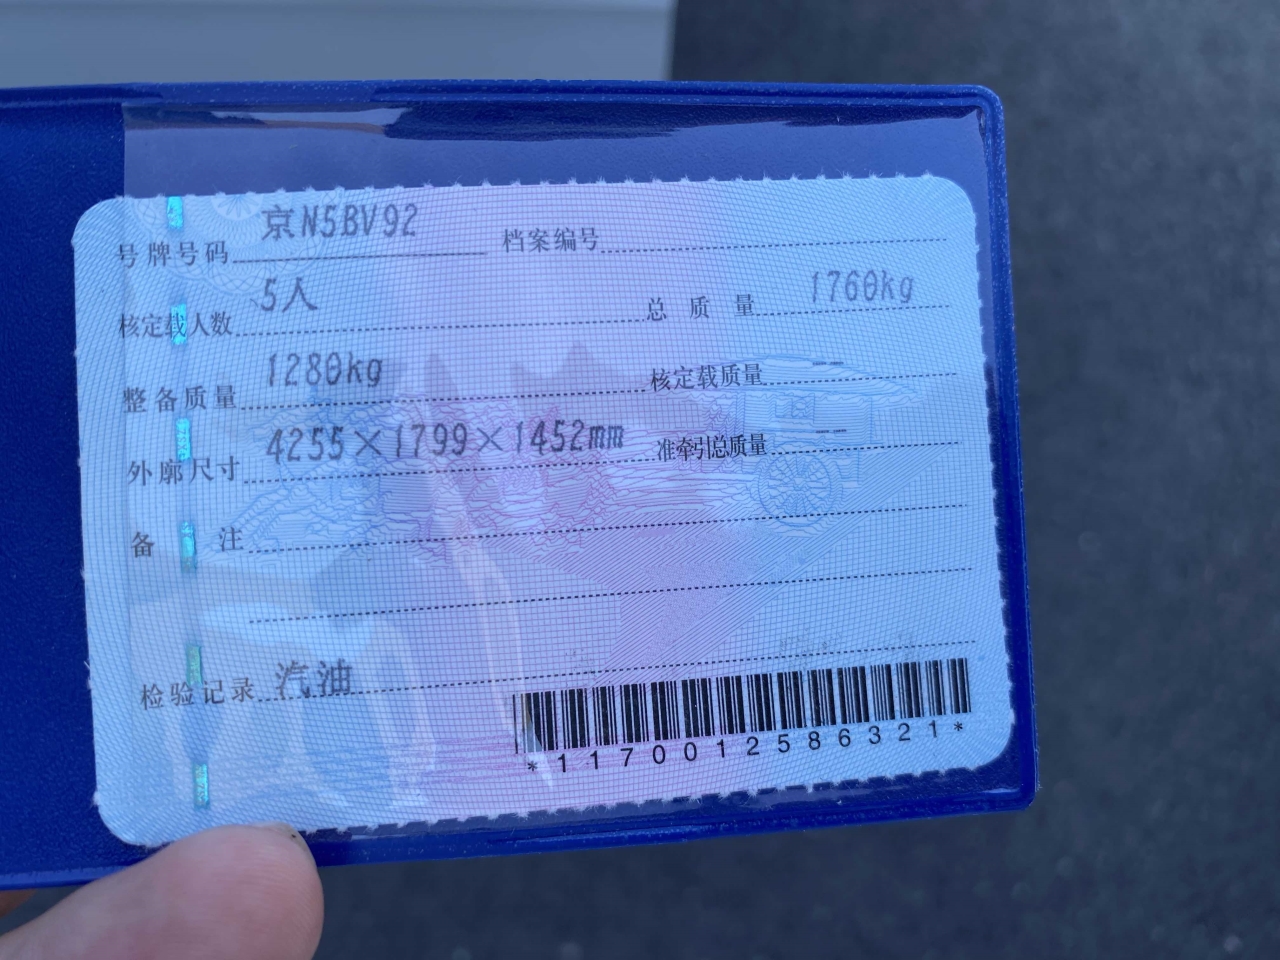 号牌号码 京N5BV92 档案编号
核定载人数 5人 总质量 1760kg
整备质量 1280kg 核定载质量 --
外廓尺寸 4255×1799×1452mm 准牵引总质量 --
备注
检验记录 汽油
*1170012586321*